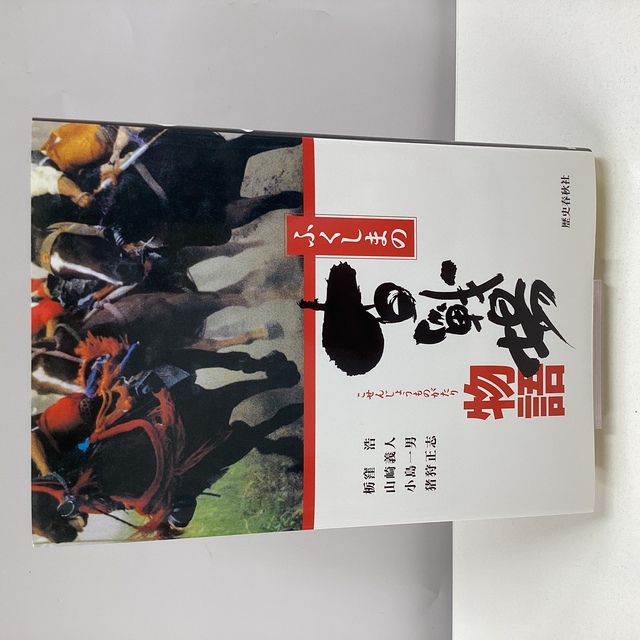 ふくしまの
古戦場
物語
こせんじょうものがたり
栃窪 浩
山崎義人
小島一男
猪狩正志
歴史春秋社